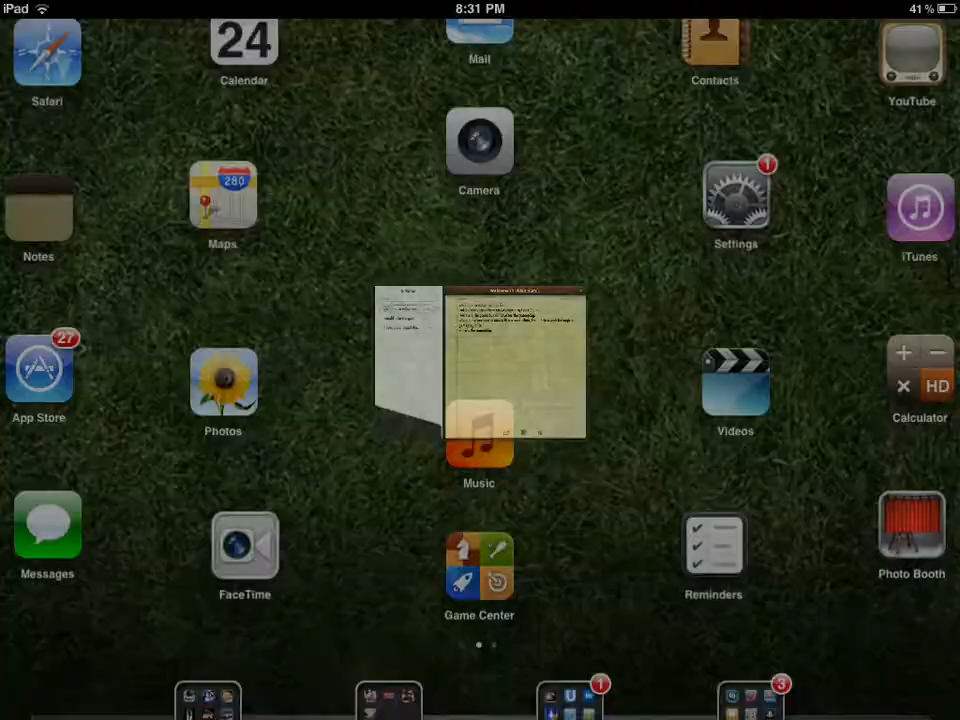 iPad 8:31 PM 41 %
24
Safari Calendar Mail Contacts YouTube
280
1
Notes Maps Camera Settings iTunes
27
+ −
× HD
App Store Photos Music Videos Calculator
Messages FaceTime Game Center Reminders Photo Booth
1 3